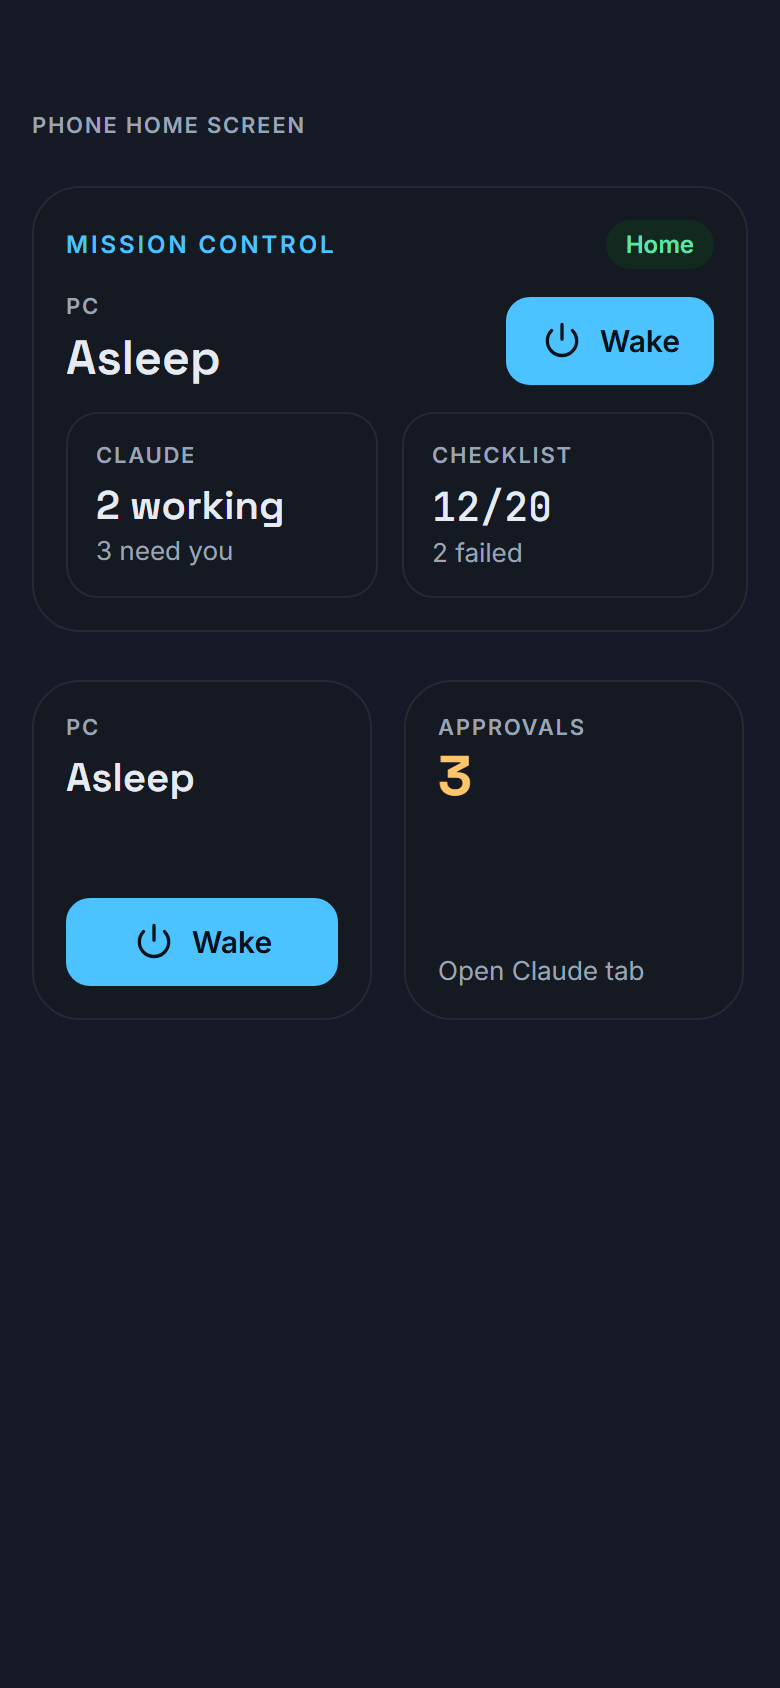 PHONE HOME SCREEN
MISSION CONTROL
Home
PC
Asleep
Wake
CLAUDE
2 working
3 need you
CHECKLIST
12/20
2 failed
PC
Asleep
Wake
APPROVALS
3
Open Claude tab